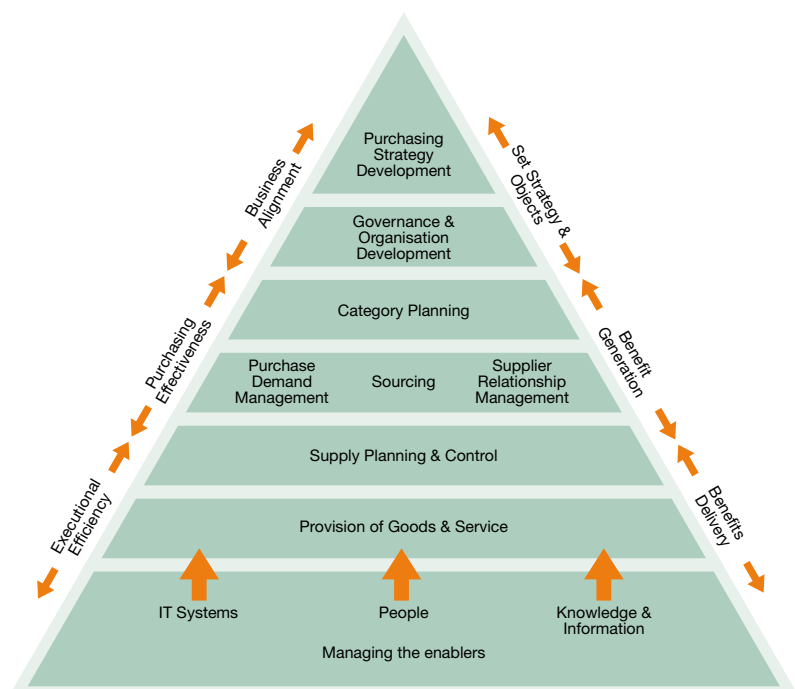 Purchasing
Strategy
Development
Business
Alignment
Set Strategy &
Objects
Governance &
Organisation
Development
Category Planning
Purchasing
Effectiveness
Benefit
Generation
Purchase
Demand
Management
Sourcing
Supplier
Relationship
Management
Supply Planning & Control
Executional
Efficiency
Benefits
Delivery
Provision of Goods & Service
IT Systems
People
Knowledge &
Information
Managing the enablers